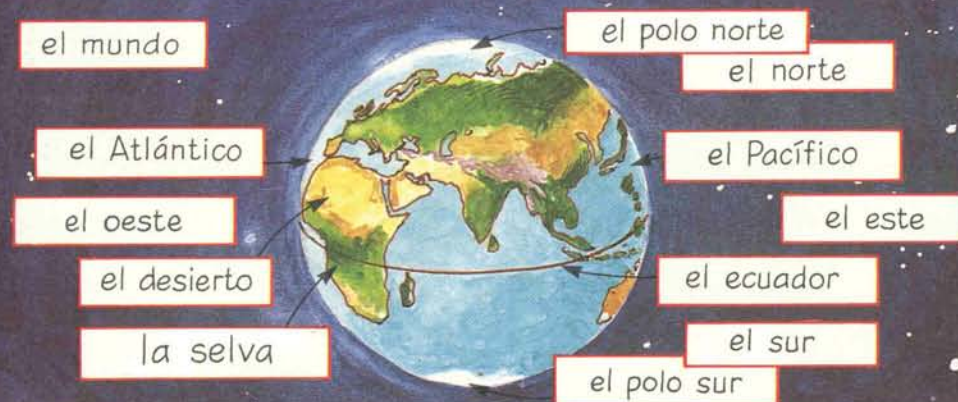 el mundo
el polo norte
el norte
el Atlántico
el Pacífico
el oeste
el este
el desierto
el ecuador
la selva
el sur
el polo sur